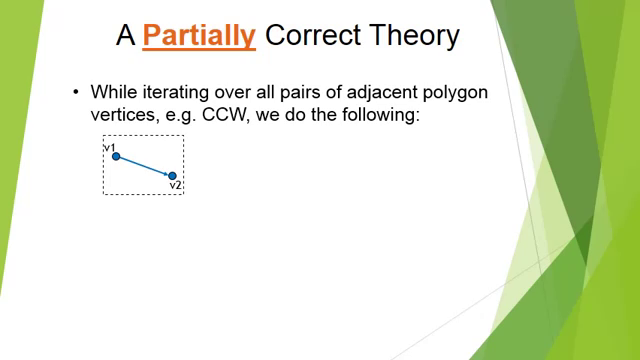 A Partially Correct Theory
• While iterating over all pairs of adjacent polygon
vertices, e.g. CCW, we do the following:
v1
v2